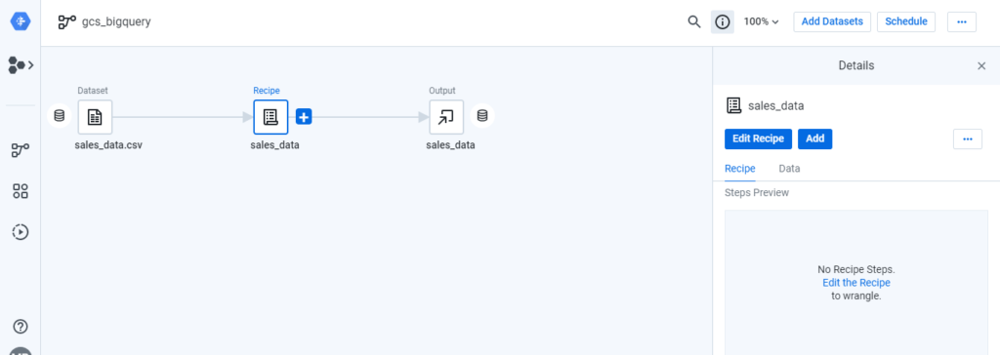 gcs_bigquery
100%
Add Datasets
Schedule
Details
Dataset
Recipe
Output
sales_data.csv
sales_data
sales_data
sales_data
Edit Recipe
Add
Recipe
Data
Steps Preview
No Recipe Steps.
Edit the Recipe
to wrangle.